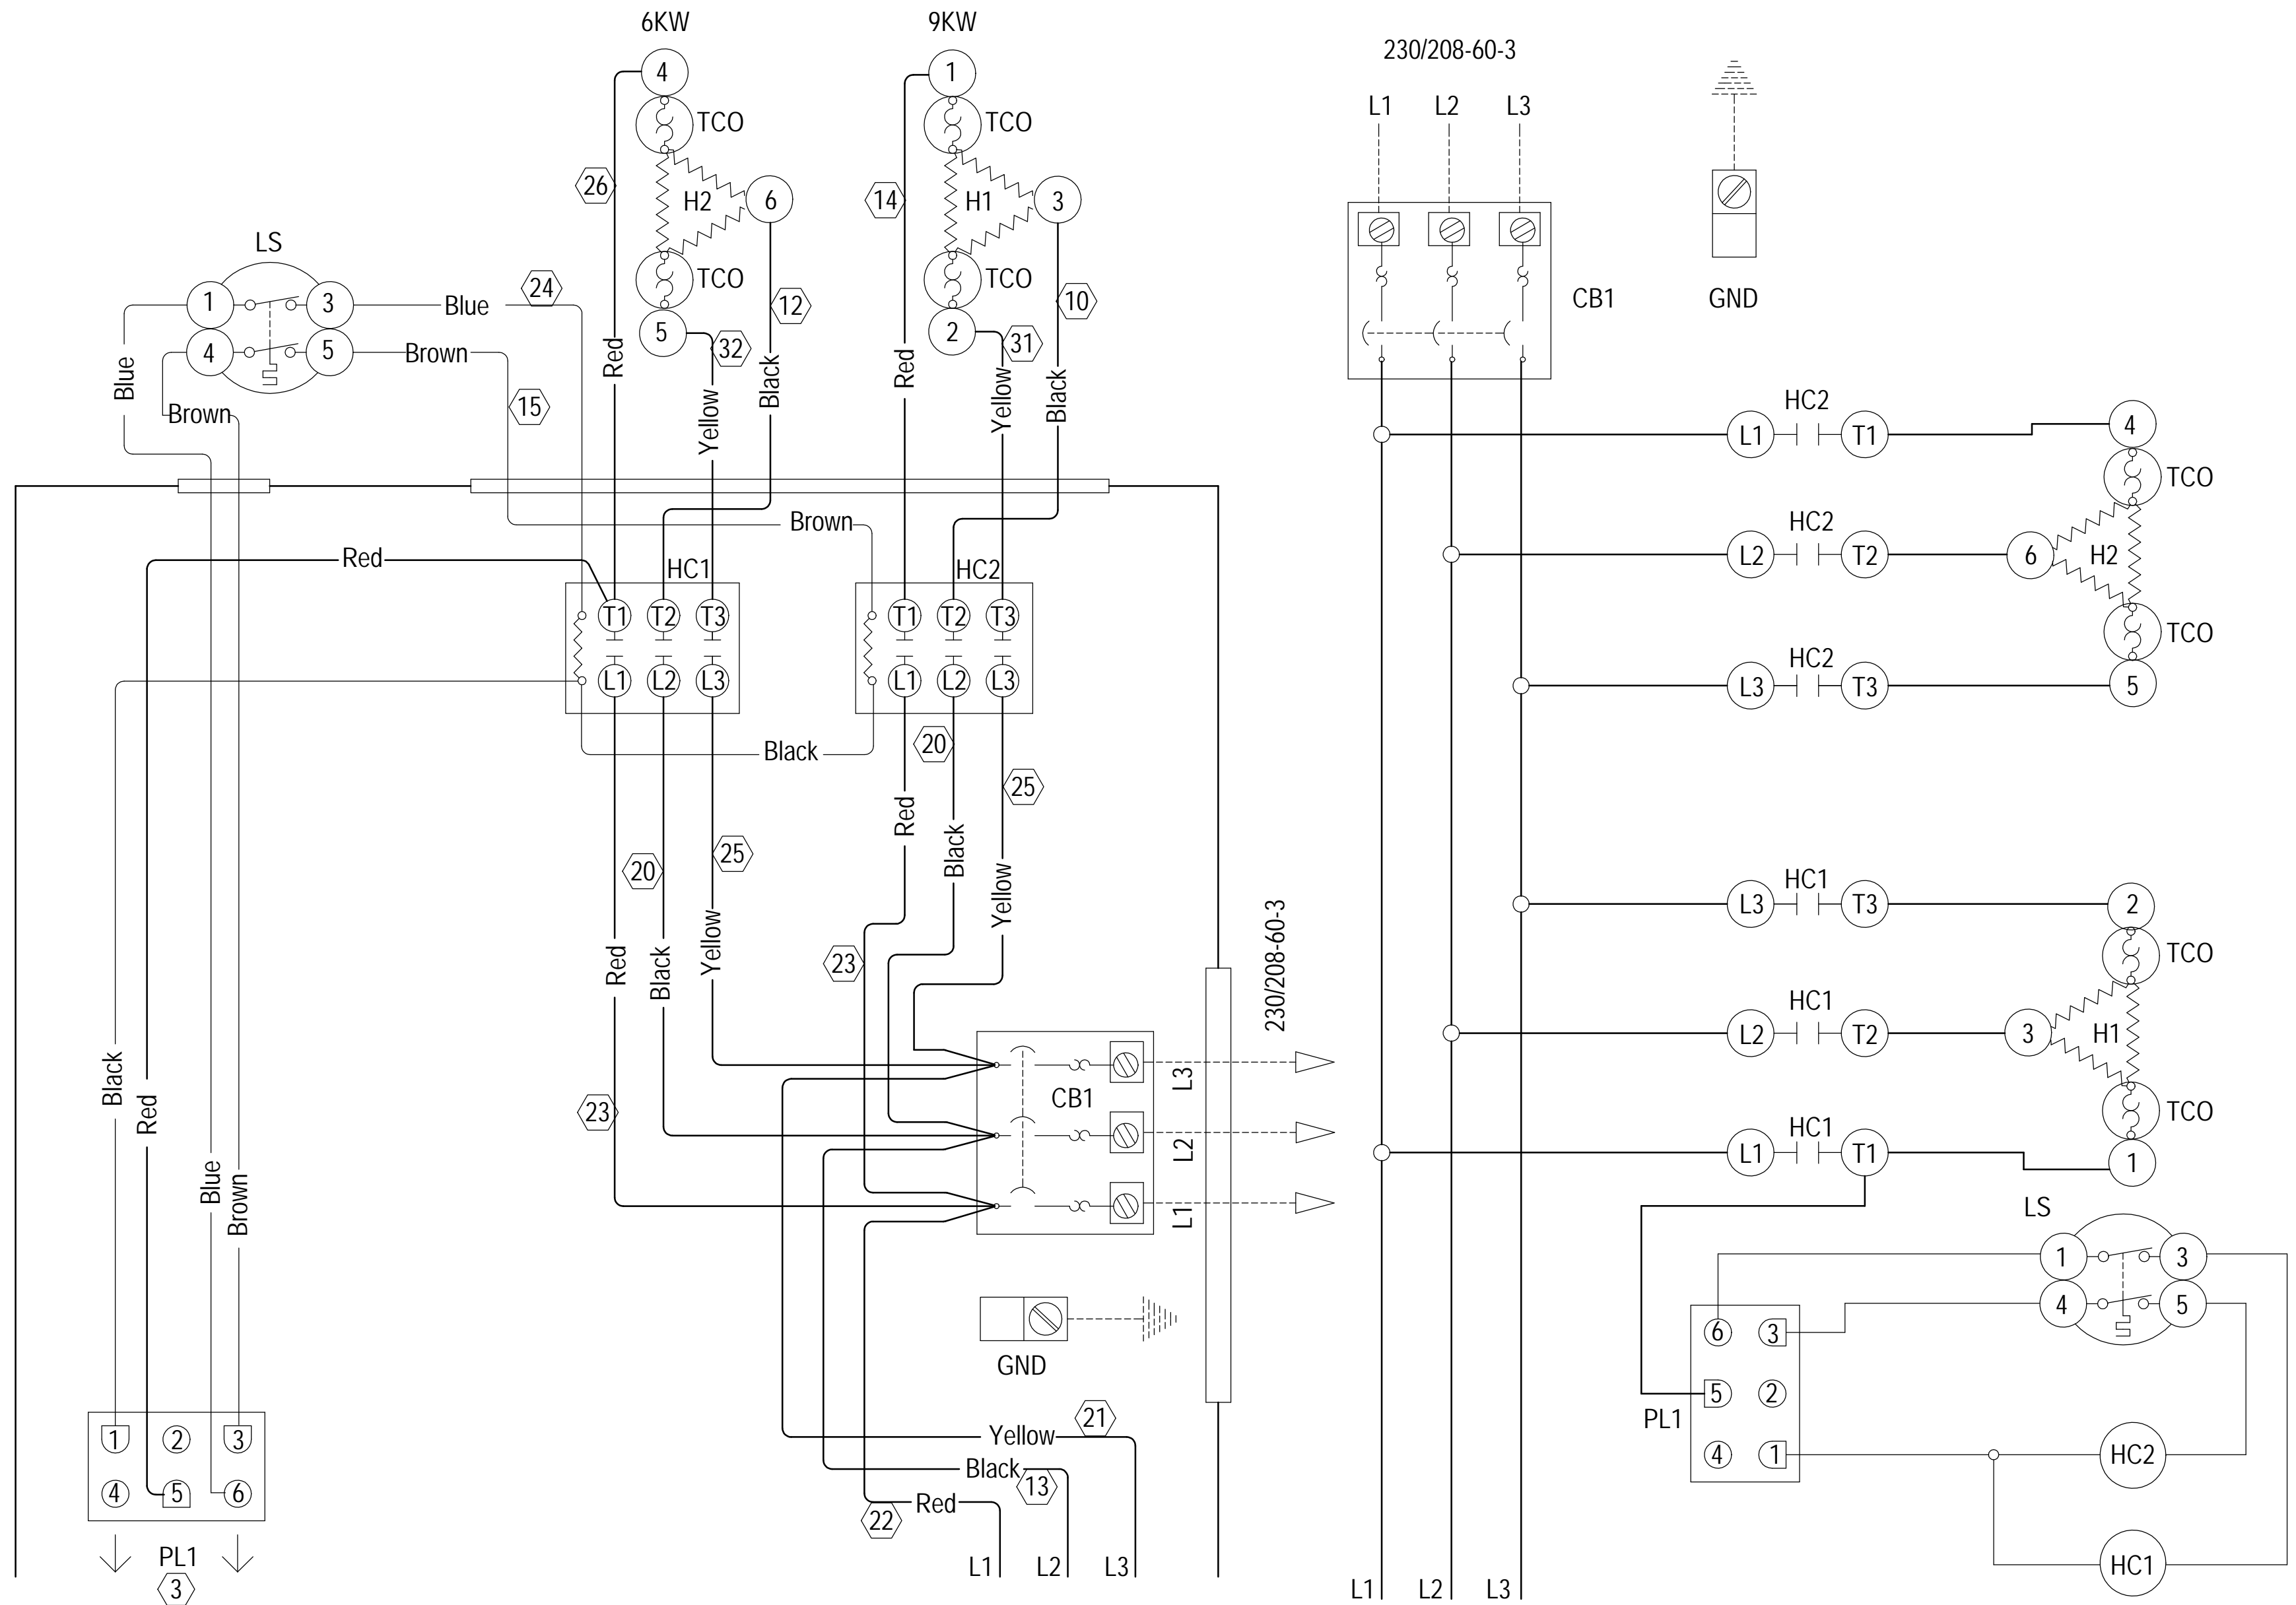 6KW 9KW
4 1
TCO TCO
26 H2 6 14 H1 3
LS
TCO TCO
1 3 Blue 24 12 10
4 5 Brown 5 32 2 31
Blue Brown 15 Red Yellow Black Red Yellow Black
Brown
Red HC1 HC2
T1 T2 T3 T1 T2 T3
L1 L2 L3 L1 L2 L3
Black 20 25
20 25 Red Black Yellow
Red Black Yellow 23
230/208-60-3
Black Red 23 CB1 L3
L2
Blue Brown L1
GND
1 2 3 Yellow 21
4 5 6 Black 13
PL1 22 Red
3 L1 L2 L3
230/208-60-3
L1 L2 L3
CB1 GND
HC2
L1 T1 4
TCO
HC2
L2 T2 6 H2
TCO
HC2
L3 T3 5
HC1
L3 T3 2
TCO
HC1
L2 T2 3 H1
TCO
HC1
L1 T1 1
LS
1 3
4 5
6 3
5 2
PL1
4 1 HC2
HC1
L1 L2 L3